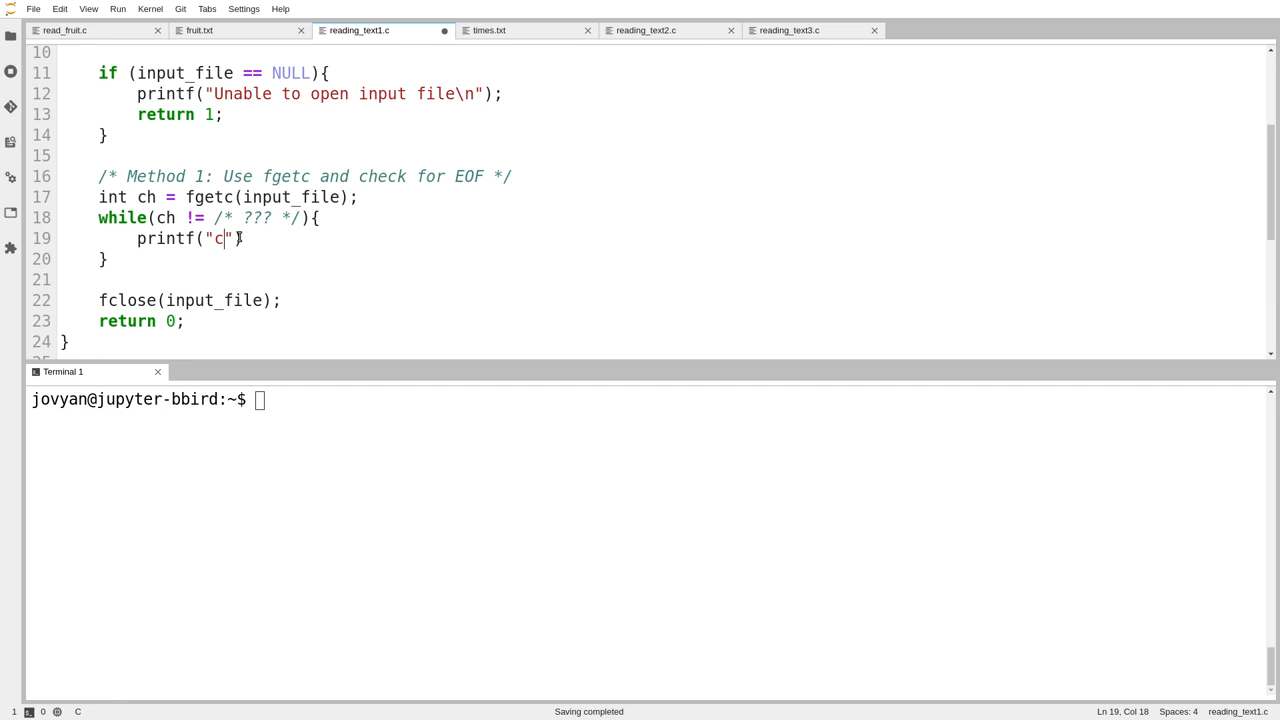 File Edit View Run Kernel Git Tabs Settings Help
read_fruit.c fruit.txt reading_text1.c times.txt reading_text2.c reading_text3.c
10
11     if (input_file == NULL){
12         printf("Unable to open input file\n");
13         return 1;
14     }
15
16     /* Method 1: Use fgetc and check for EOF */
17     int ch = fgetc(input_file);
18     while(ch != /* ??? */){
19         printf("c")
20     }
21
22     fclose(input_file);
23     return 0;
24 }
Terminal 1
jovyan@jupyter-bbird:~$
1 0 C Saving completed Ln 19, Col 18 Spaces: 4 reading_text1.c